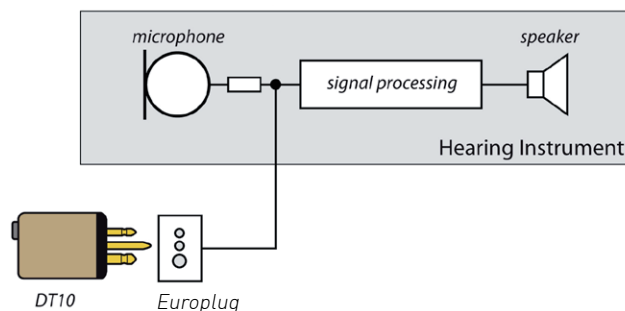 microphone
speaker
signal processing
Hearing Instrument
DT10
Europlug